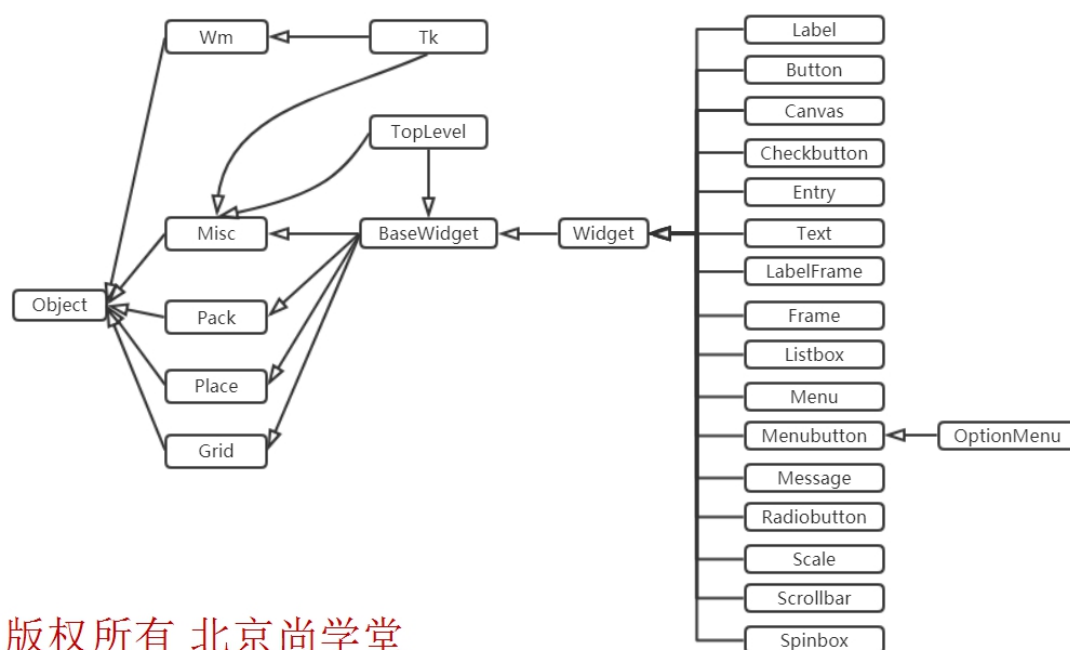 Label
Wm
Tk
Button
Canvas
TopLevel
Checkbutton
Entry
Misc
BaseWidget
Widget
Text
LabelFrame
Object
Pack
Frame
Listbox
Place
Menu
Grid
Menubutton
OptionMenu
Message
Radiobutton
Scale
Scrollbar
版权所有 北京尚学堂
Spinbox